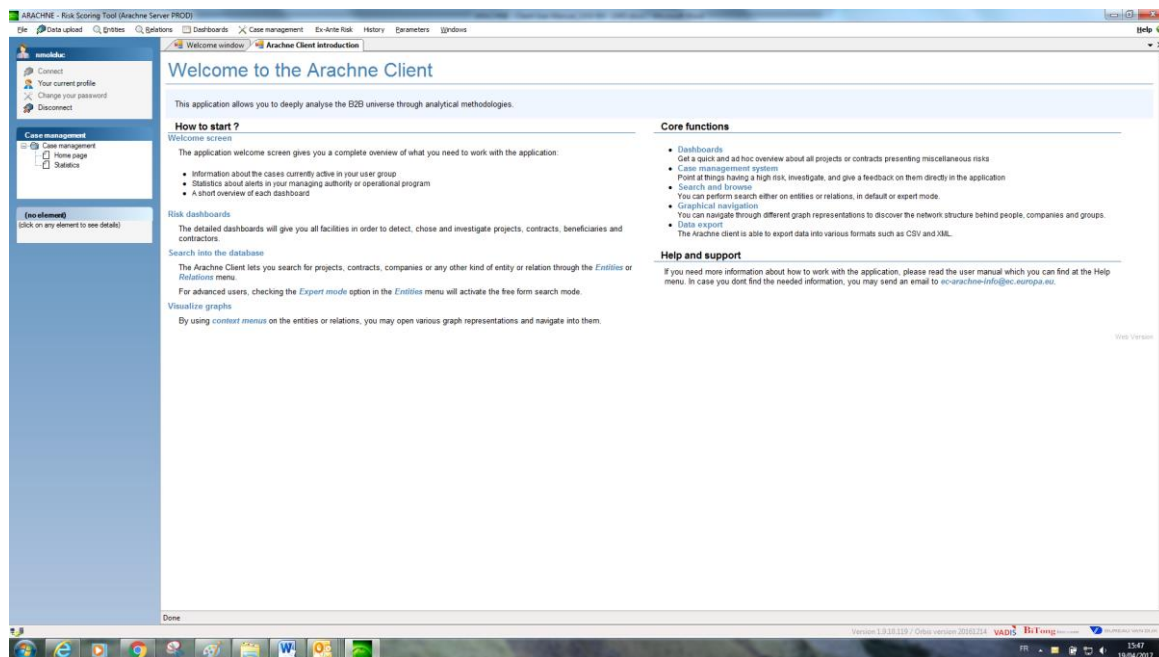 ARACHNE - Risk Scoring Tool (Arachne Server PROD)
File Data upload Entities Relations Dashboards Case management Ex-Ante Risk History Parameters Windows Help
nmolduc
Connect
Your current profile
Change your password
Disconnect
Case management
Case management
Home page
Statistics
(no element)
(click on any element to see details)
Welcome window Arachne Client introduction
Welcome to the Arachne Client
This application allows you to deeply analyse the B2B universe through analytical methodologies.
How to start ?
Welcome screen
The application welcome screen gives you a complete overview of what you need to work with the application:
• Information about the cases currently active in your user group
• Statistics about alerts in your managing authority or operational program
• A short overview of each dashboard
Risk dashboards
The detailed dashboards will give you all facilities in order to detect, chose and investigate projects, contracts, beneficiaries and
contractors.
Search into the database
The Arachne Client lets you search for projects, contracts, companies or any other kind of entity or relation through the Entities or
Relations menu.
For advanced users, checking the Expert mode option in the Entities menu will activate the free form search mode.
Visualize graphs
By using context menus on the entities or relations, you may open various graph representations and navigate into them.
Core functions
• Dashboards
Get a quick and ad hoc overview about all projects or contracts presenting miscellaneous risks
• Case management system
Point at things having a high risk, investigate, and give a feedback on them directly in the application
• Search and browse
You can perform search either on entities or relations, in default or expert mode.
• Graphical navigation
You can navigate through different graph representations to discover the network structure behind people, companies and groups.
• Data export
The Arachne client is able to export data into various formats such as CSV and XML.
Help and support
If you need more information about how to work with the application, please read the user manual which you can find at the Help
menu. In case you dont find the needed information, you may send an email to ec-arachne-info@ec.europa.eu.
Web Version
Done
Version 1.9.10.119 / Orbis version 20161214 VADIS BiTong BUREAU VAN DIJK
FR 15:47
19/04/2017